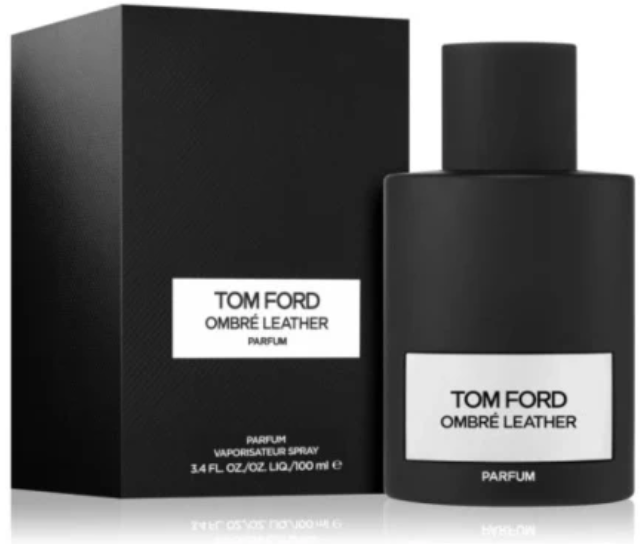 TOM FORD
OMBRÉ LEATHER
PARFUM
PARFUM
VAPORISATEUR SPRAY
3.4 FL. OZ./OZ. LIQ./100 ml ℮
TOM FORD
OMBRÉ LEATHER
PARFUM